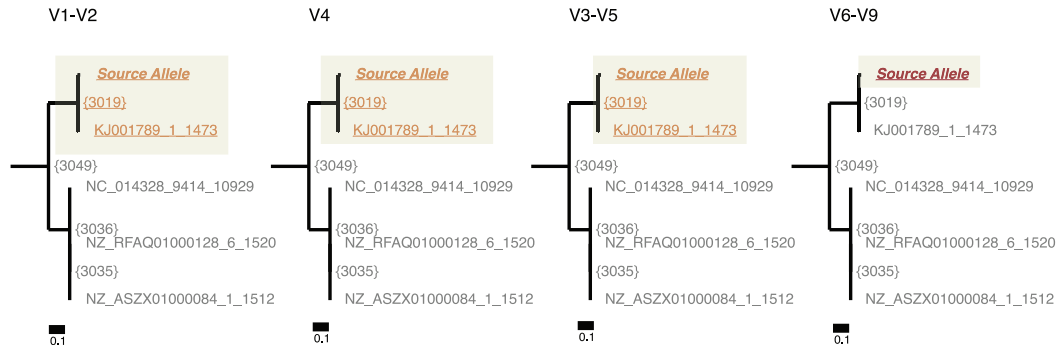 V1-V2
Source Allele
{3019}
KJ001789_1_1473
{3049}
NC_014328_9414_10929
{3036}
NZ_RFAQ01000128_6_1520
{3035}
NZ_ASZX01000084_1_1512
0.1
V4
Source Allele
{3019}
KJ001789_1_1473
{3049}
NC_014328_9414_10929
{3036}
NZ_RFAQ01000128_6_1520
{3035}
NZ_ASZX01000084_1_1512
0.1
V3-V5
Source Allele
{3019}
KJ001789_1_1473
{3049}
NC_014328_9414_10929
{3036}
NZ_RFAQ01000128_6_1520
{3035}
NZ_ASZX01000084_1_1512
0.1
V6-V9
Source Allele
{3019}
KJ001789_1_1473
{3049}
NC_014328_9414_10929
{3036}
NZ_RFAQ01000128_6_1520
{3035}
NZ_ASZX01000084_1_1512
0.1